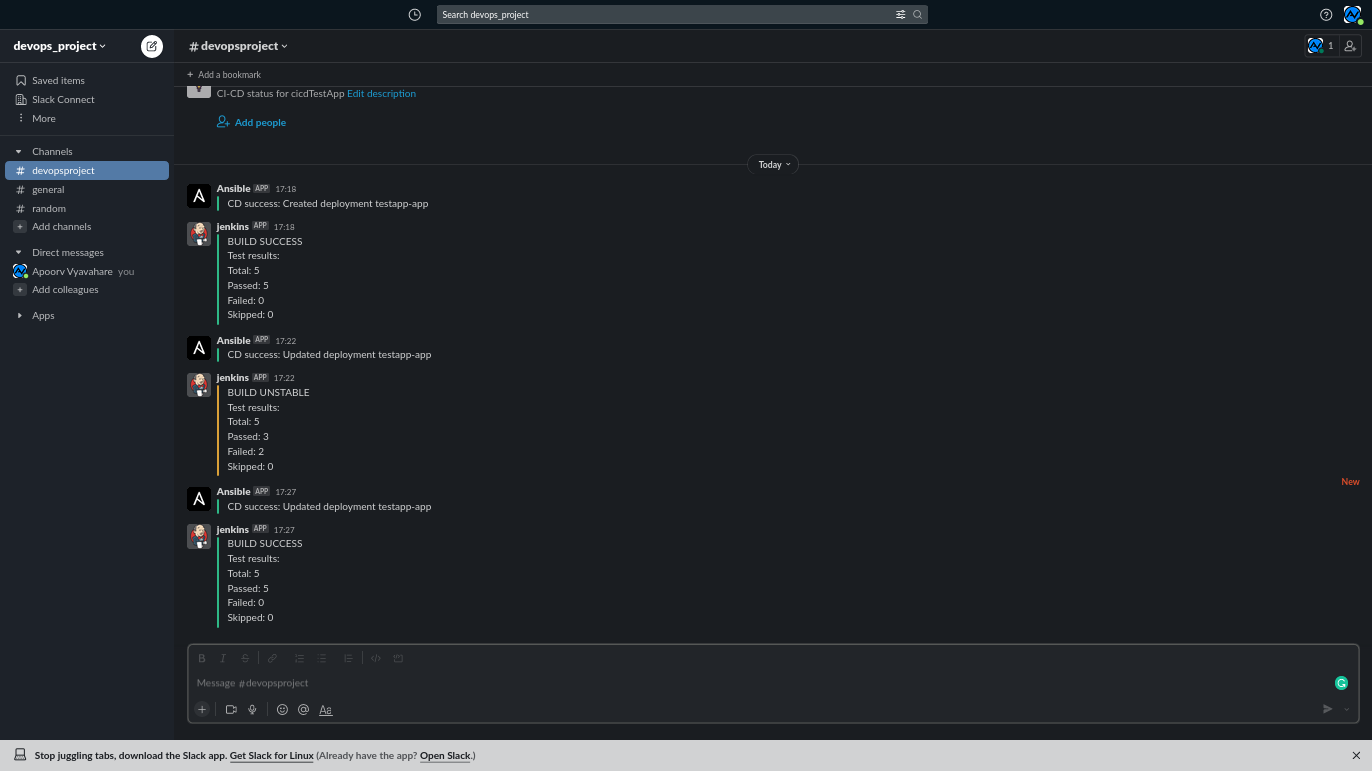 Search devops_project
devops_project
# devopsproject
1
Saved items
Slack Connect
More
Channels
# devopsproject
# general
# random
+ Add channels
Direct messages
Apoorv Vyavahare you
+ Add colleagues
Apps
+ Add a bookmark
CI-CD status for cicdTestApp Edit description
Add people
Today
Ansible APP 17:18
CD success: Created deployment testapp-app
jenkins APP 17:18
BUILD SUCCESS
Test results:
Total: 5
Passed: 5
Failed: 0
Skipped: 0
Ansible APP 17:22
CD success: Updated deployment testapp-app
jenkins APP 17:22
BUILD UNSTABLE
Test results:
Total: 5
Passed: 3
Failed: 2
Skipped: 0
New
Ansible APP 17:27
CD success: Updated deployment testapp-app
jenkins APP 17:27
BUILD SUCCESS
Test results:
Total: 5
Passed: 5
Failed: 0
Skipped: 0
B I S
Message #devopsproject
Aa
Stop juggling tabs, download the Slack app. Get Slack for Linux (Already have the app? Open Slack.)